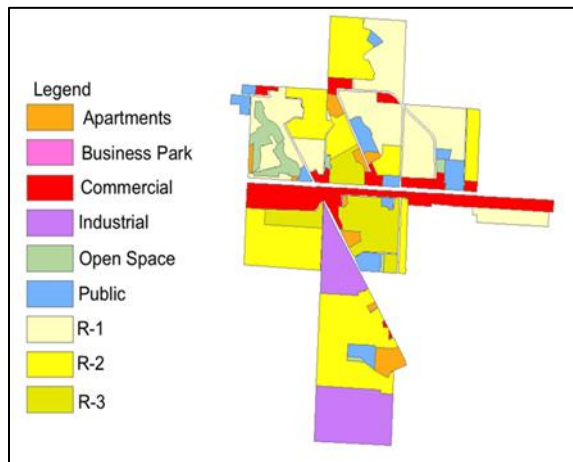 Legend
Apartments
Business Park
Commercial
Industrial
Open Space
Public
R-1
R-2
R-3